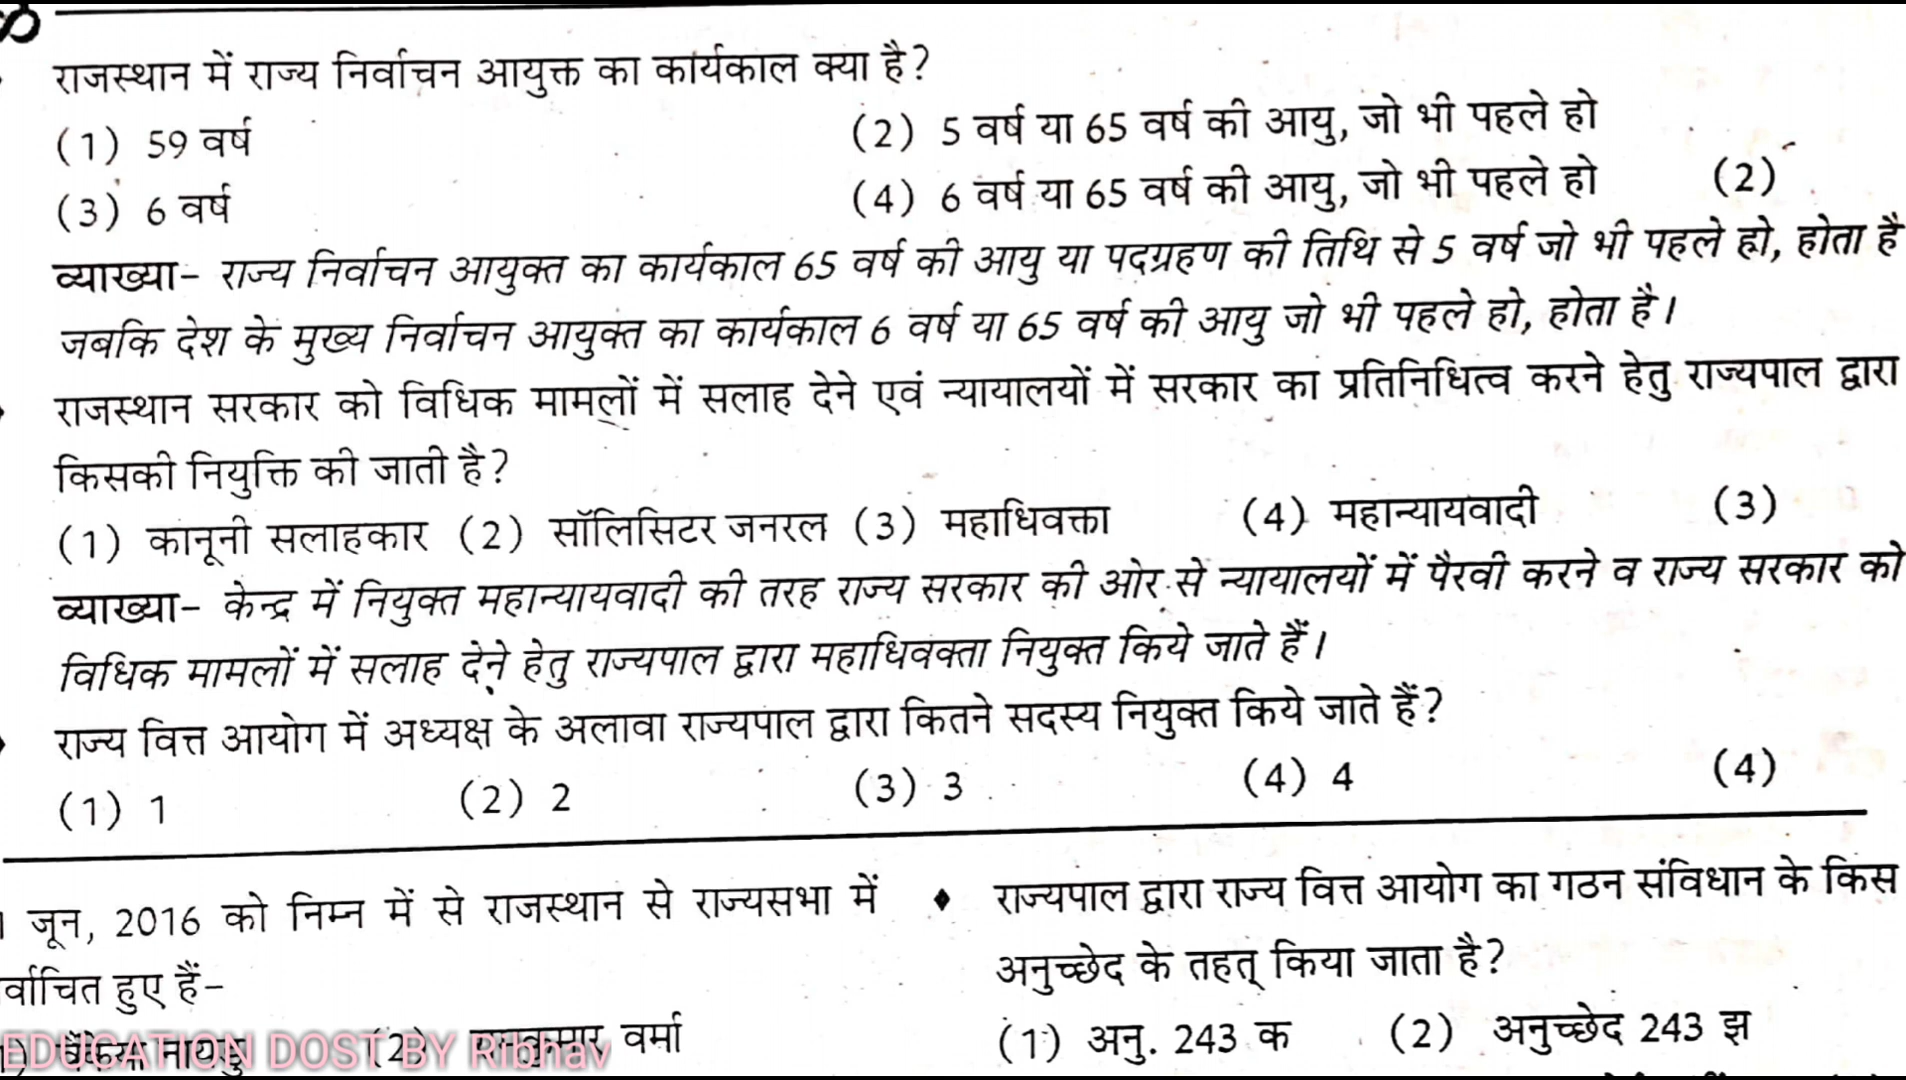 राजस्थान में राज्य निर्वाचन आयुक्त का कार्यकाल क्या है?
(1) 59 वर्ष (2) 5 वर्ष या 65 वर्ष की आयु, जो भी पहले हो
(3) 6 वर्ष (4) 6 वर्ष या 65 वर्ष की आयु, जो भी पहले हो (2)
व्याख्या- राज्य निर्वाचन आयुक्त का कार्यकाल 65 वर्ष की आयु या पदग्रहण की तिथि से 5 वर्ष जो भी पहले हो, होता है
जबकि देश के मुख्य निर्वाचन आयुक्त का कार्यकाल 6 वर्ष या 65 वर्ष की आयु जो भी पहले हो, होता है।
राजस्थान सरकार को विधिक मामलों में सलाह देने एवं न्यायालयों में सरकार का प्रतिनिधित्व करने हेतु राज्यपाल द्वारा
किसकी नियुक्ति की जाती है?
(1) कानूनी सलाहकार (2) सॉलिसिटर जनरल (3) महाधिवक्ता (4) महान्यायवादी (3)
व्याख्या- केन्द्र में नियुक्त महान्यायवादी की तरह राज्य सरकार की ओर से न्यायालयों में पैरवी करने व राज्य सरकार को
विधिक मामलों में सलाह देने हेतु राज्यपाल द्वारा महाधिवक्ता नियुक्त किये जाते हैं।
राज्य वित्त आयोग में अध्यक्ष के अलावा राज्यपाल द्वारा कितने सदस्य नियुक्त किये जाते हैं?
(1) 1 (2) 2 (3) 3 (4) 4 (4)
जून, 2016 को निम्न में से राजस्थान से राज्यसभा में
र्वाचित हुए हैं-
(2) वर्मा
♦ राज्यपाल द्वारा राज्य वित्त आयोग का गठन संविधान के किस
अनुच्छेद के तहत् किया जाता है?
(1) अनु. 243 क (2) अनुच्छेद 243 झ
EDUCATION DOST BY Ribhav